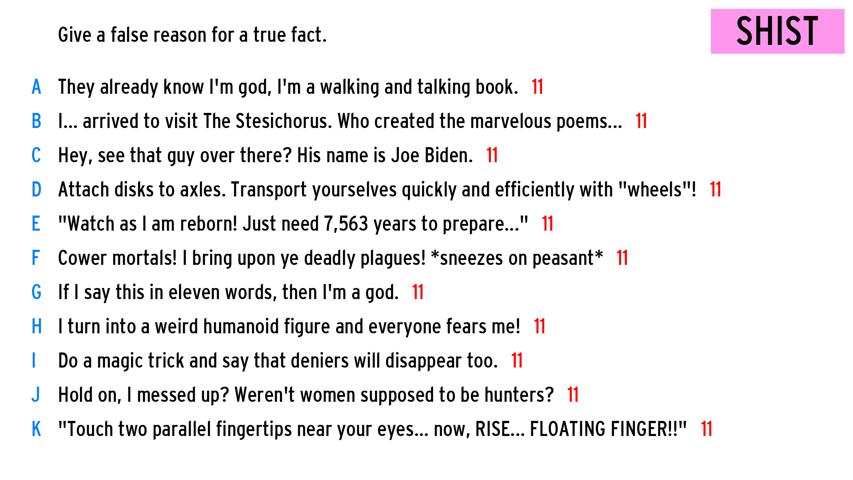 Give a false reason for a true fact.
SHIST
A They already know I'm god, I'm a walking and talking book. 11
B I... arrived to visit The Stesichorus. Who created the marvelous poems... 11
C Hey, see that guy over there? His name is Joe Biden. 11
D Attach disks to axles. Transport yourselves quickly and efficiently with "wheels"! 11
E "Watch as I am reborn! Just need 7,563 years to prepare..." 11
F Cower mortals! I bring upon ye deadly plagues! *sneezes on peasant* 11
G If I say this in eleven words, then I'm a god. 11
H I turn into a weird humanoid figure and everyone fears me! 11
I Do a magic trick and say that deniers will disappear too. 11
J Hold on, I messed up? Weren't women supposed to be hunters? 11
K "Touch two parallel fingertips near your eyes... now, RISE... FLOATING FINGER!!" 11